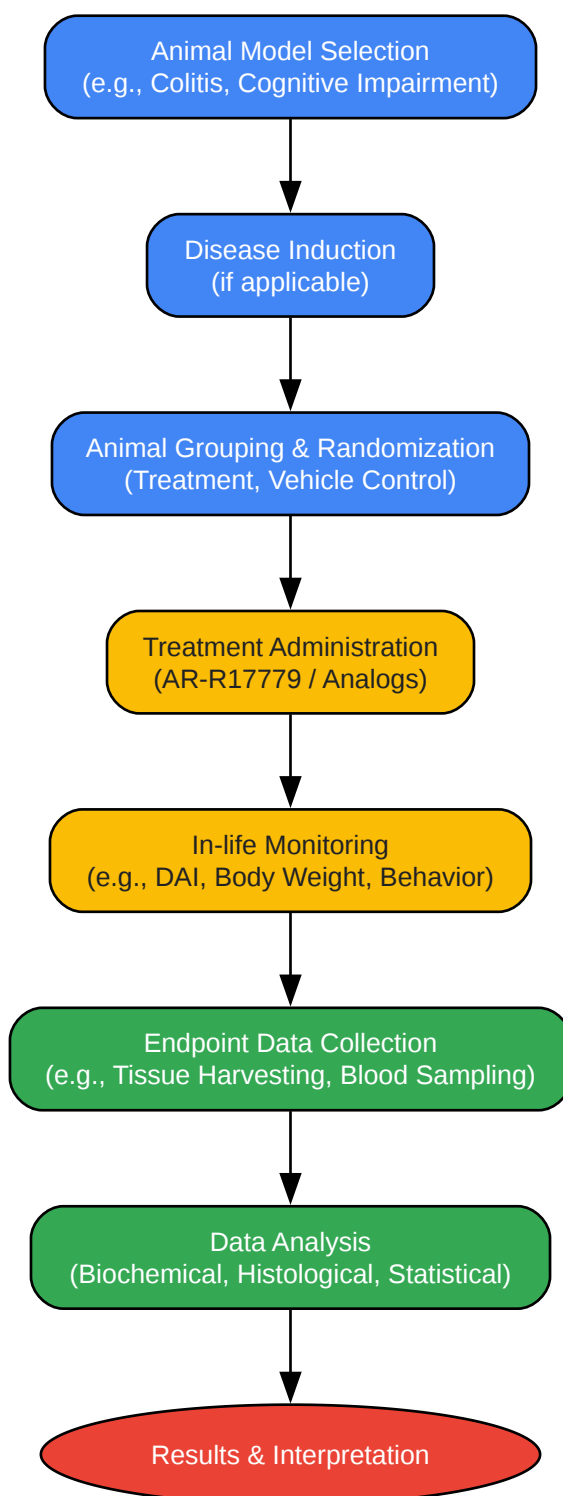 Animal Model Selection
(e.g., Colitis, Cognitive Impairment)
Disease Induction
(if applicable)
Animal Grouping & Randomization
(Treatment, Vehicle Control)
Treatment Administration
(AR-R17779 / Analogs)
In-life Monitoring
(e.g., DAI, Body Weight, Behavior)
Endpoint Data Collection
(e.g., Tissue Harvesting, Blood Sampling)
Data Analysis
(Biochemical, Histological, Statistical)
Results & Interpretation